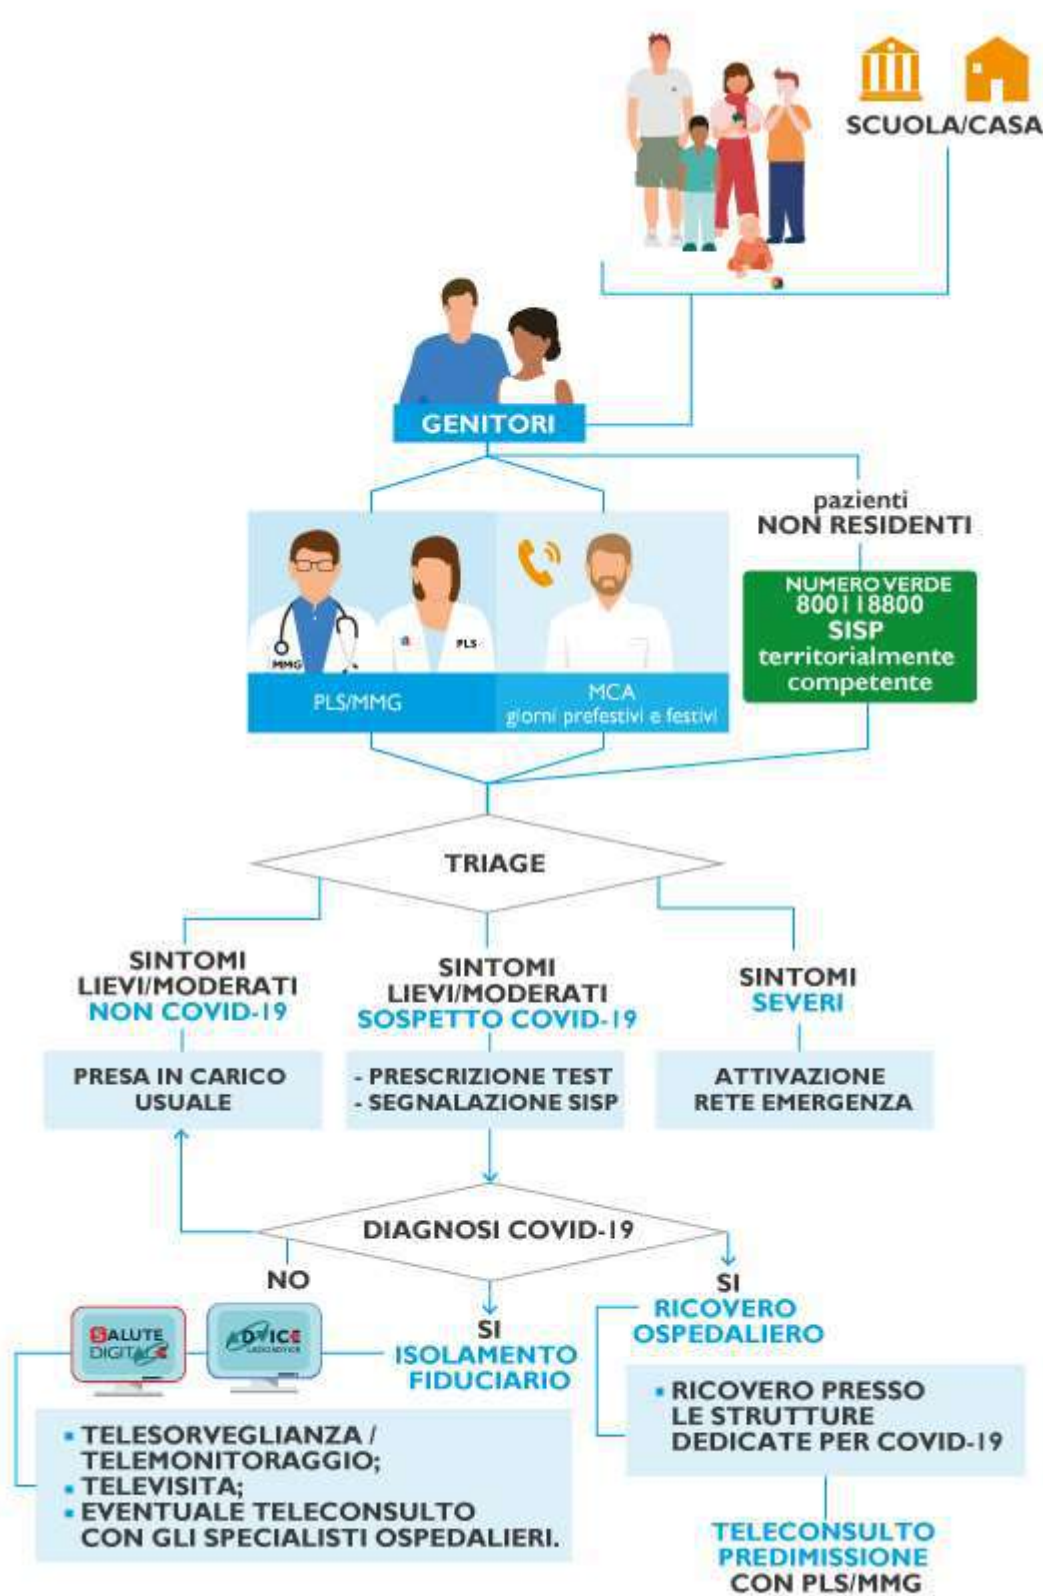 SCUOLA/CASA
GENITORI
pazienti
NON RESIDENTI
NUMERO VERDE
800118800
SISP
territorialmente
competente
MMG
PLS
PLS/MMG
MCA
giorni prefestivi e festivi
TRIAGE
SINTOMI
LIEVI/MODERATI
NON COVID-19
PRESA IN CARICO
USUALE
SINTOMI
LIEVI/MODERATI
SOSPETTO COVID-19
- PRESCRIZIONE TEST
- SEGNALAZIONE SISP
SINTOMI
SEVERI
ATTIVAZIONE
RETE EMERGENZA
DIAGNOSI COVID-19
NO
SALUTE
DIGITALE
ADVICE
LAZIOADVICE
SI
ISOLAMENTO
FIDUCIARIO
▪ TELESORVEGLIANZA /
TELEMONITORAGGIO;
▪ TELEVISITA;
▪ EVENTUALE TELECONSULTO
CON GLI SPECIALISTI OSPEDALIERI.
SI
RICOVERO
OSPEDALIERO
▪ RICOVERO PRESSO
LE STRUTTURE
DEDICATE PER COVID-19
TELECONSULTO
PREDIMISSIONE
CON PLS/MMG